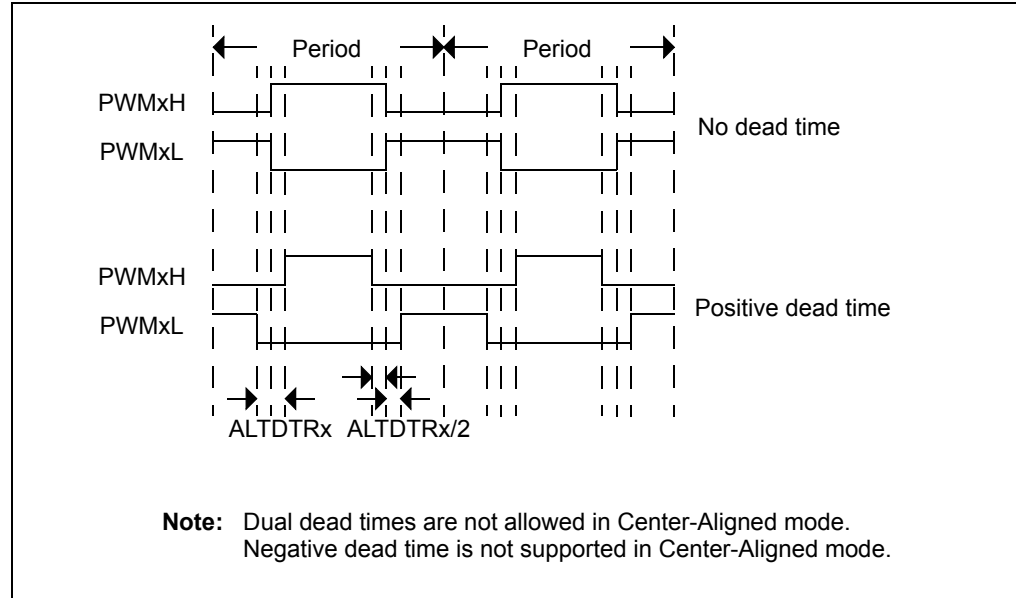 Period Period
PWMxH
PWMxL
No dead time
PWMxH
PWMxL
Positive dead time
ALTDTRx ALTDTRx/2
Note: Dual dead times are not allowed in Center-Aligned mode.
Negative dead time is not supported in Center-Aligned mode.